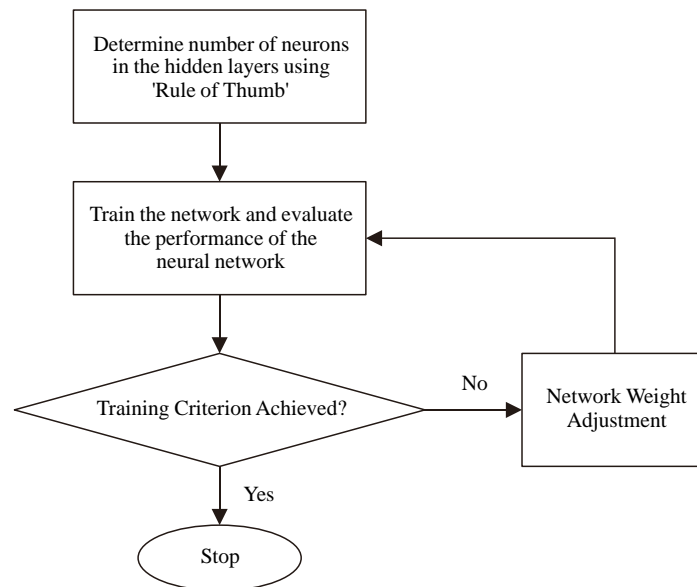 Determine number of neurons
in the hidden layers using
'Rule of Thumb'
Train the network and evaluate
the performance of the
neural network
Training Criterion Achieved?
No
Network Weight
Adjustment
Yes
Stop